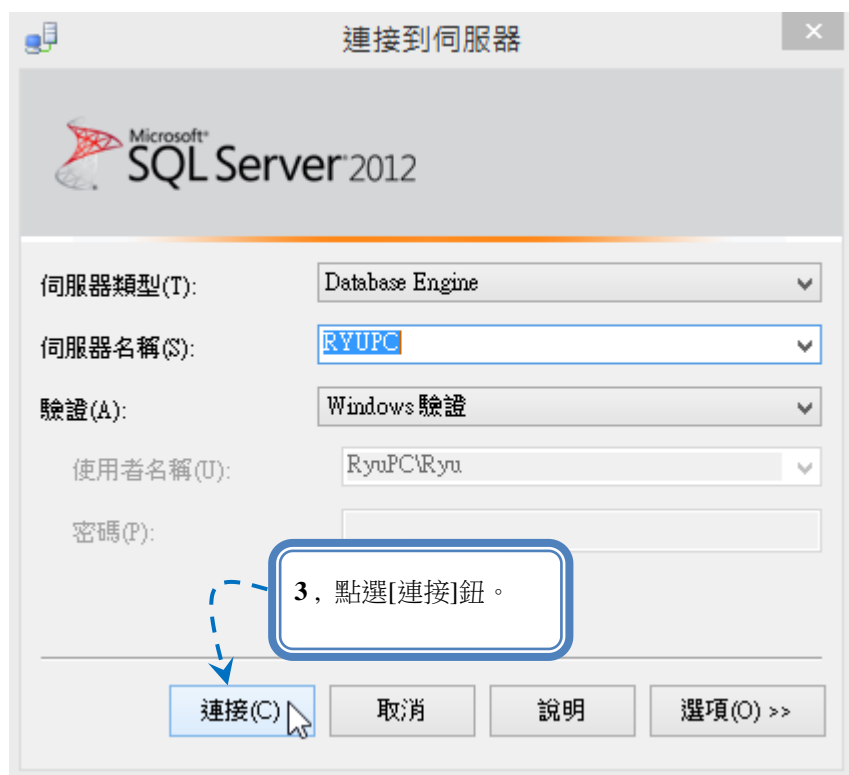 連接到伺服器
Microsoft®
SQL Server® 2012
伺服器類型(T): Database Engine
伺服器名稱(S): RYUPC
驗證(A): Windows 驗證
使用者名稱(U): RyuPC\Ryu
密碼(P):
3，點選[連接]鈕。
連接(C) 取消 說明 選項(O) >>